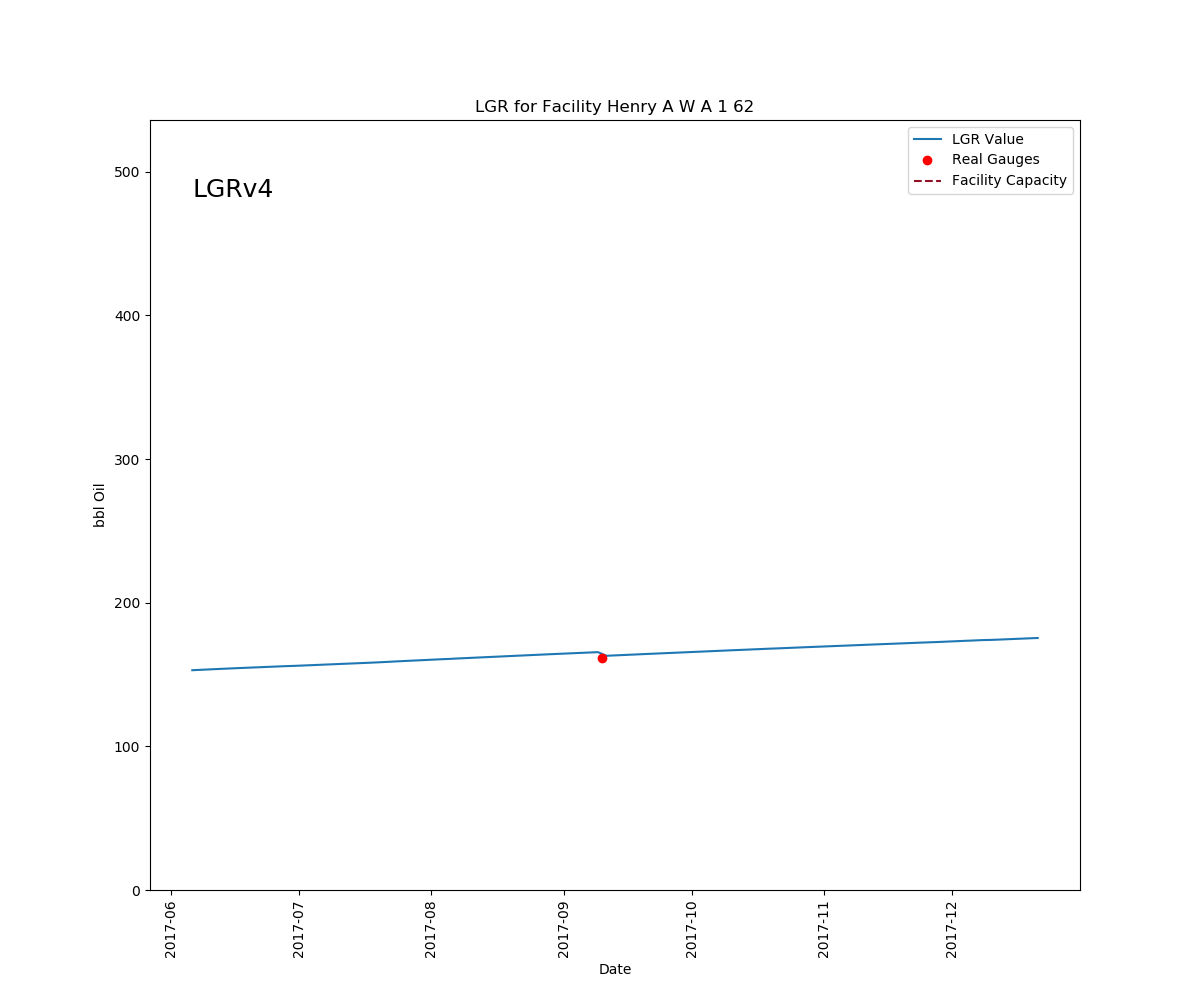 LGR for Facility Henry A W A 1 62
LGRv4
LGR Value
Real Gauges
Facility Capacity
500
400
300
200
100
0
bbl Oil
2017-06
2017-07
2017-08
2017-09
2017-10
2017-11
2017-12
Date